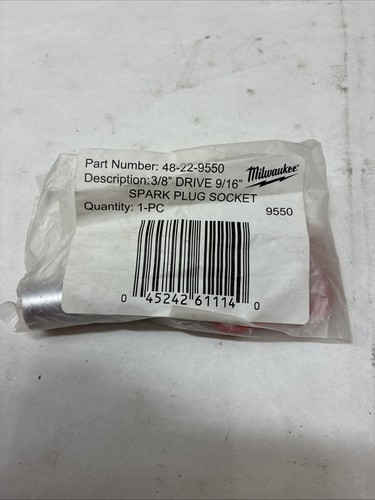 Part Number: 48-22-9550
Description:3/8" DRIVE 9/16"
SPARK PLUG SOCKET
Milwaukee
Quantity: 1-PC 9550
0 45242 61114 0